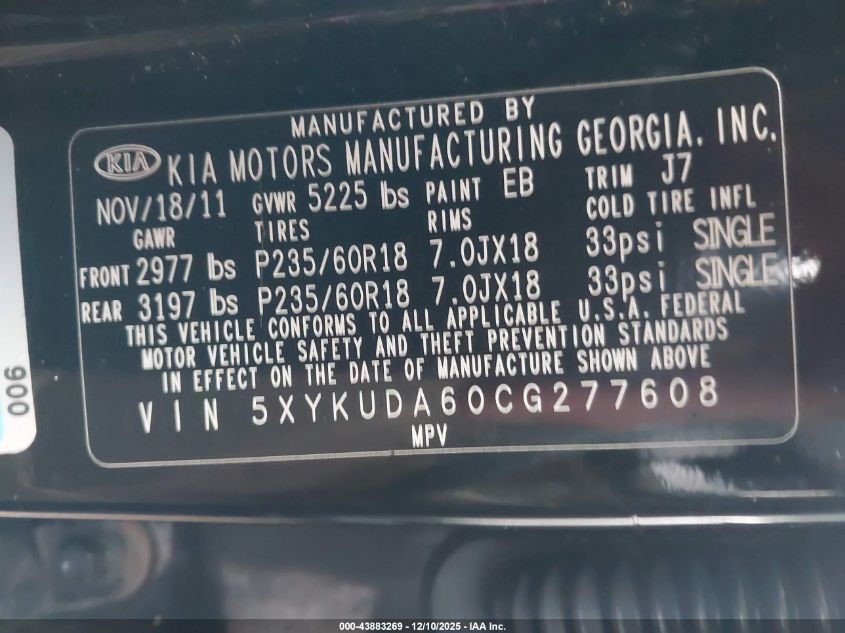 MANUFACTURED BY
KIA KIA MOTORS MANUFACTURING GEORGIA, INC.
NOV/18/11 GVWR 5225 lbs PAINT EB TRIM J7
GAWR TIRES RIMS COLD TIRE INFL
FRONT 2977 lbs P235/60R18 7.0JX18 33psi SINGLE
REAR 3197 lbs P235/60R18 7.0JX18 33psi SINGLE
THIS VEHICLE CONFORMS TO ALL APPLICABLE U.S.A. FEDERAL
MOTOR VEHICLE SAFETY AND THEFT PREVENTION STANDARDS
IN EFFECT ON THE DATE OF MANUFACTURE SHOWN ABOVE
VIN 5XYKUDA60CG277608
MPV
006
000-43883269 - 12/10/2025 - IAA Inc.